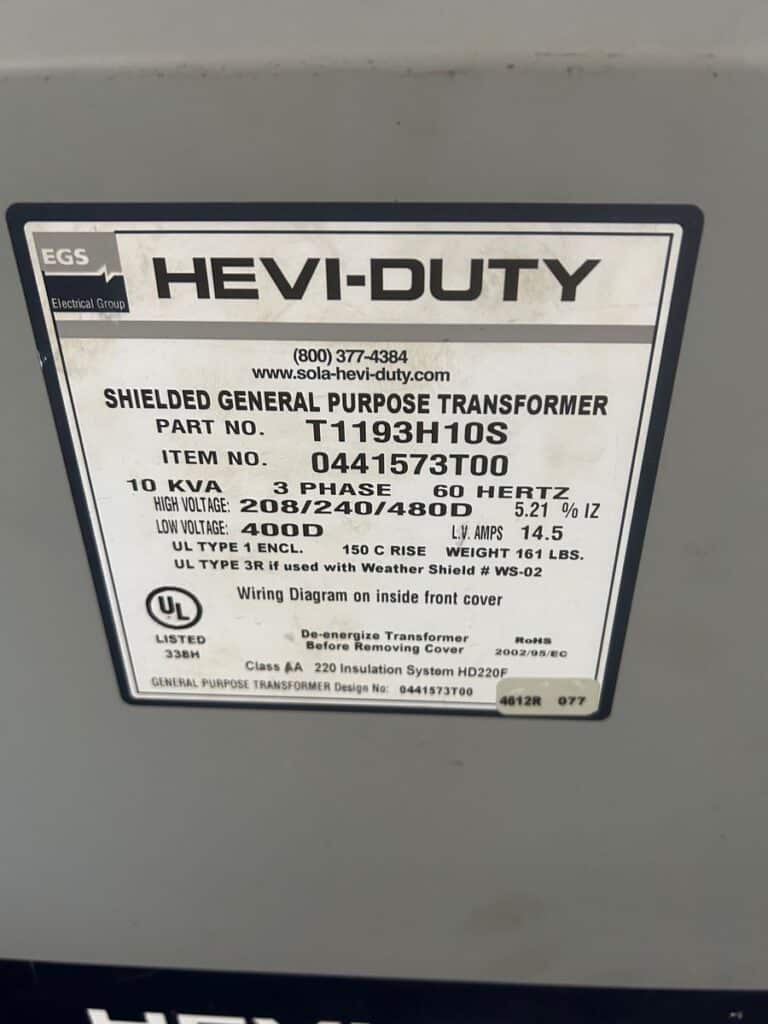 EGS
Electrical Group
HEVI-DUTY
(800) 377-4384
www.sola-hevi-duty.com
SHIELDED GENERAL PURPOSE TRANSFORMER
PART NO. T1193H10S
ITEM NO. 0441573T00
10 KVA 3 PHASE 60 HERTZ
HIGH VOLTAGE: 208/240/480D 5.21 % IZ
LOW VOLTAGE: 400D L.V. AMPS 14.5
UL TYPE 1 ENCL. 150 C RISE WEIGHT 161 LBS.
UL TYPE 3R if used with Weather Shield # WS-02
Wiring Diagram on inside front cover
UL
LISTED
338H
De-energize Transformer
Before Removing Cover
RoHS
2002/95/EC
Class AA 220 Insulation System HD220F
GENERAL PURPOSE TRANSFORMER Design No: 0441573T00
4612R 077